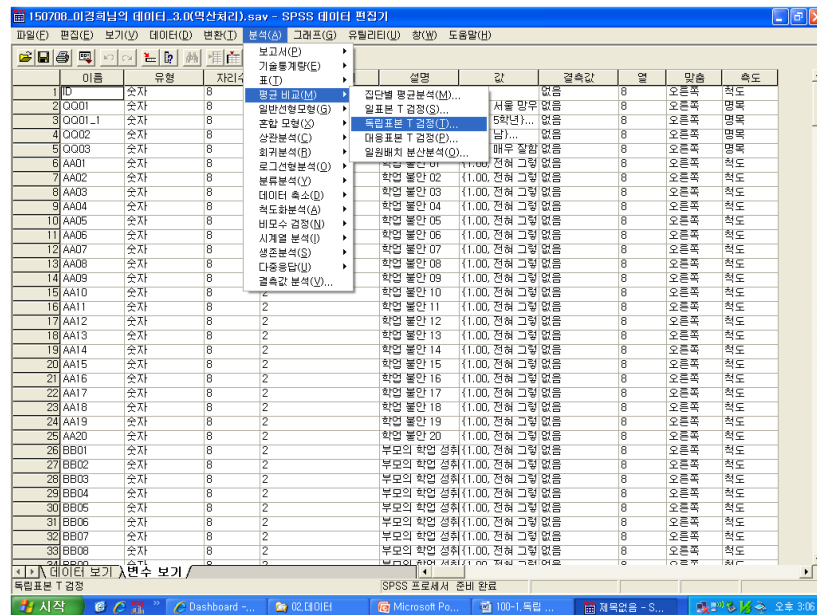 150708_이경희님의 데이터_3.0(역산처리).sav - SPSS 데이터 편집기
파일(F) 편집(E) 보기(V) 데이터(D) 변환(T) 분석(A) 그래프(G) 유틸리티(U) 창(W) 도움말(H)
보고서(P)
기술통계량(E)
표(T)
평균 비교(M)
일반선형모형(G)
혼합 모형(X)
상관분석(C)
회귀분석(R)
로그선형분석(O)
분류분석(Y)
데이터 축소(D)
척도화분석(A)
비모수 검정(N)
시계열 분석(I)
생존분석(S)
다중응답(U)
결측값 분석(V)...
집단별 평균분석(M)...
일표본 T 검정(S)...
독립표본 T 검정(T)...
대응표본 T 검정(P)...
일원배치 분산분석(O)...
이름 유형 자리수 설명 값 결측값 열 맞춤 측도
1 ID 숫자 8 없음 8 오른쪽 척도
2 QQ01 숫자 8 서울 망우 없음 8 오른쪽 명목
3 QQ01_1 숫자 8 5학년}... 없음 8 오른쪽 명목
4 QQ02 숫자 8 남}... 없음 8 오른쪽 명목
5 QQ03 숫자 8 매우 잘함 없음 8 오른쪽 명목
6 AA01 숫자 8 학업 불안 01 {1.00, 전혀 그렇 없음 8 오른쪽 척도
7 AA02 숫자 8 학업 불안 02 {1.00, 전혀 그렇 없음 8 오른쪽 척도
8 AA03 숫자 8 학업 불안 03 {1.00, 전혀 그렇 없음 8 오른쪽 척도
9 AA04 숫자 8 학업 불안 04 {1.00, 전혀 그렇 없음 8 오른쪽 척도
10 AA05 숫자 8 학업 불안 05 {1.00, 전혀 그렇 없음 8 오른쪽 척도
11 AA06 숫자 8 학업 불안 06 {1.00, 전혀 그렇 없음 8 오른쪽 척도
12 AA07 숫자 8 학업 불안 07 {1.00, 전혀 그렇 없음 8 오른쪽 척도
13 AA08 숫자 8 학업 불안 08 {1.00, 전혀 그렇 없음 8 오른쪽 척도
14 AA09 숫자 8 학업 불안 09 {1.00, 전혀 그렇 없음 8 오른쪽 척도
15 AA10 숫자 8 2 학업 불안 10 {1.00, 전혀 그렇 없음 8 오른쪽 척도
16 AA11 숫자 8 2 학업 불안 11 {1.00, 전혀 그렇 없음 8 오른쪽 척도
17 AA12 숫자 8 2 학업 불안 12 {1.00, 전혀 그렇 없음 8 오른쪽 척도
18 AA13 숫자 8 2 학업 불안 13 {1.00, 전혀 그렇 없음 8 오른쪽 척도
19 AA14 숫자 8 2 학업 불안 14 {1.00, 전혀 그렇 없음 8 오른쪽 척도
20 AA15 숫자 8 2 학업 불안 15 {1.00, 전혀 그렇 없음 8 오른쪽 척도
21 AA16 숫자 8 2 학업 불안 16 {1.00, 전혀 그렇 없음 8 오른쪽 척도
22 AA17 숫자 8 2 학업 불안 17 {1.00, 전혀 그렇 없음 8 오른쪽 척도
23 AA18 숫자 8 2 학업 불안 18 {1.00, 전혀 그렇 없음 8 오른쪽 척도
24 AA19 숫자 8 2 학업 불안 19 {1.00, 전혀 그렇 없음 8 오른쪽 척도
25 AA20 숫자 8 2 학업 불안 20 {1.00, 전혀 그렇 없음 8 오른쪽 척도
26 BB01 숫자 8 2 부모의 학업 성취 {1.00, 전혀 그렇 없음 8 오른쪽 척도
27 BB02 숫자 8 2 부모의 학업 성취 {1.00, 전혀 그렇 없음 8 오른쪽 척도
28 BB03 숫자 8 2 부모의 학업 성취 {1.00, 전혀 그렇 없음 8 오른쪽 척도
29 BB04 숫자 8 2 부모의 학업 성취 {1.00, 전혀 그렇 없음 8 오른쪽 척도
30 BB05 숫자 8 2 부모의 학업 성취 {1.00, 전혀 그렇 없음 8 오른쪽 척도
31 BB06 숫자 8 2 부모의 학업 성취 {1.00, 전혀 그렇 없음 8 오른쪽 척도
32 BB07 숫자 8 2 부모의 학업 성취 {1.00, 전혀 그렇 없음 8 오른쪽 척도
33 BB08 숫자 8 2 부모의 학업 성취 {1.00, 전혀 그렇 없음 8 오른쪽 척도
데이터 보기 변수 보기
독립표본 T 검정 SPSS 프로세서 준비 완료
시작 Dashboard -... 02.데이터 Microsoft Po... 100-1,독립 ... 제목없음 - S... 오후 3:06